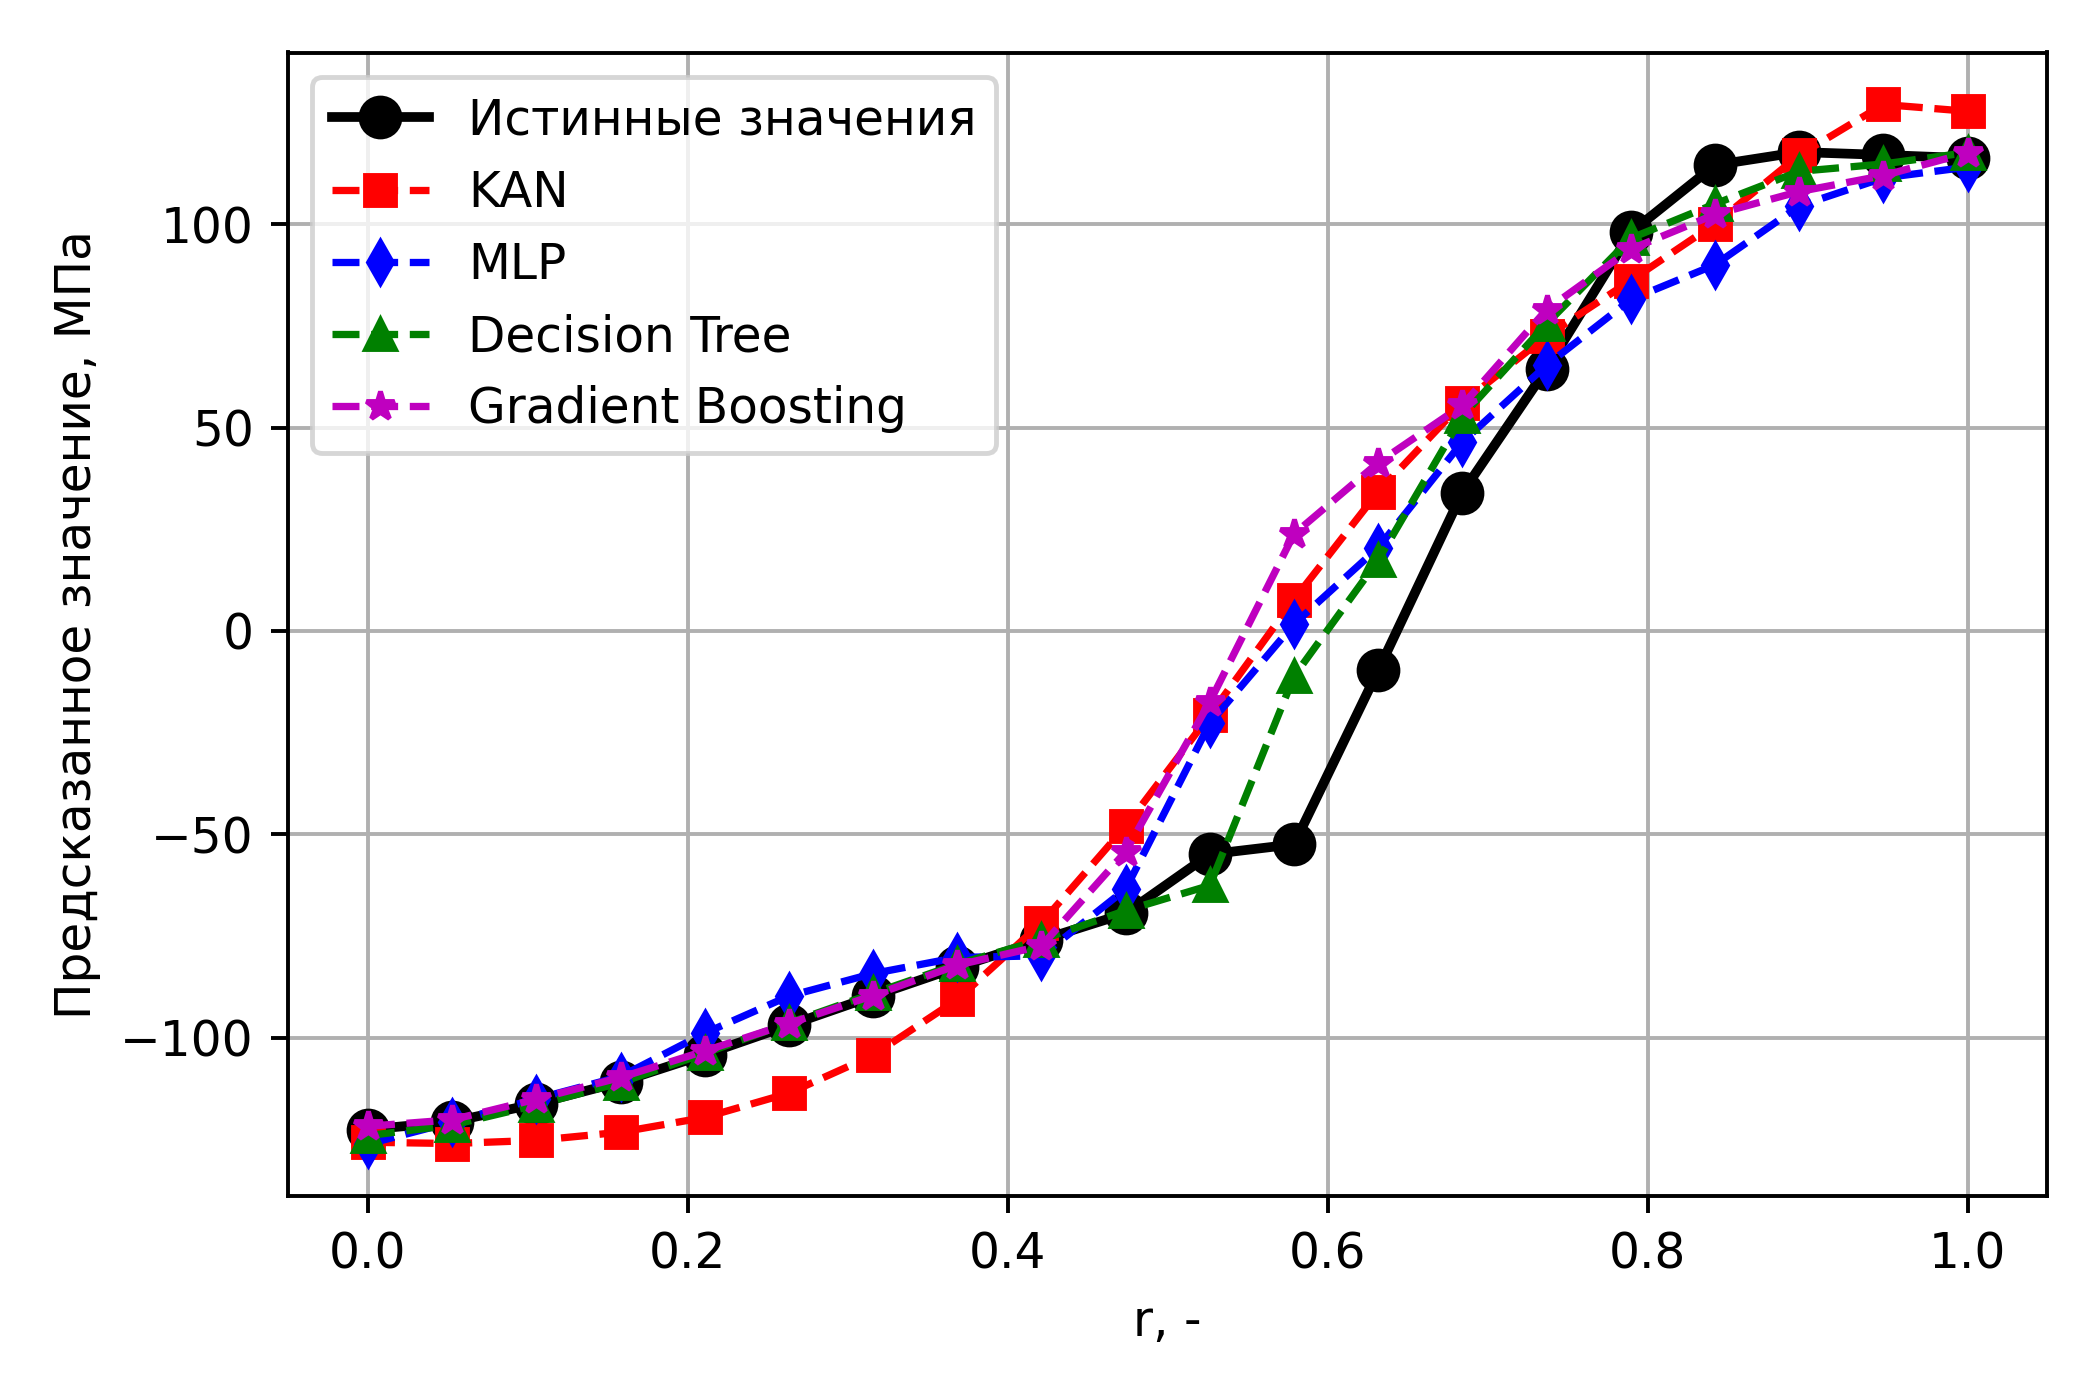 Истинные значения
KAN
MLP
Decision Tree
Gradient Boosting
Предсказанное значение, МПа
100
50
0
−50
−100
0.0 0.2 0.4 0.6 0.8 1.0
r, -